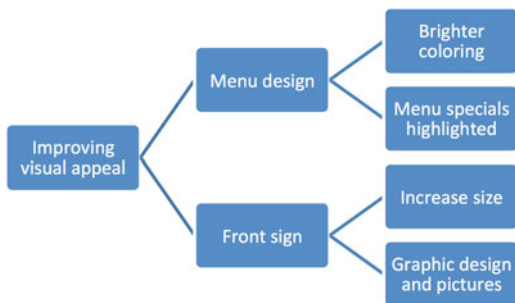 Improving
visual appeal
Menu design
Brighter
coloring
Menu specials
highlighted
Front sign
Increase size
Graphic design
and pictures